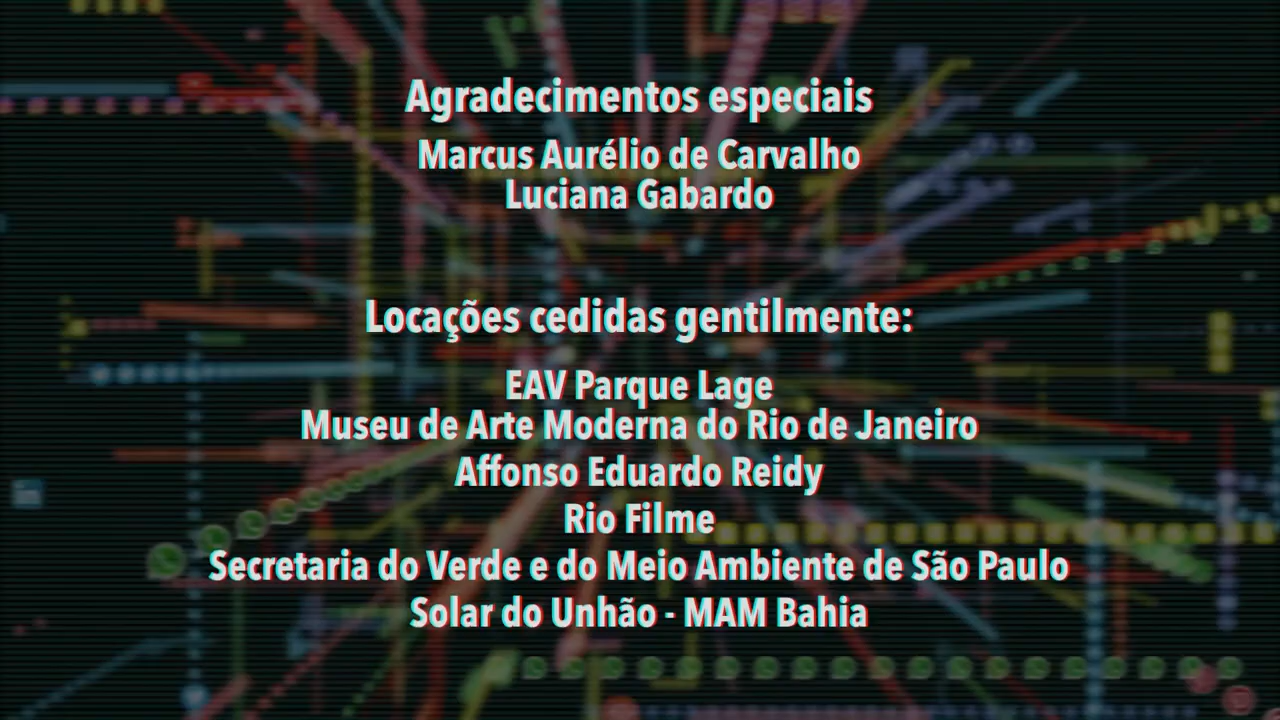 Agradecimentos especiais
Marcus Aurélio de Carvalho
Luciana Gabardo
Locações cedidas gentilmente:
EAV Parque Lage
Museu de Arte Moderna do Rio de Janeiro
Affonso Eduardo Reidy
Rio Filme
Secretaria do Verde e do Meio Ambiente de São Paulo
Solar do Unhão - MAM Bahia